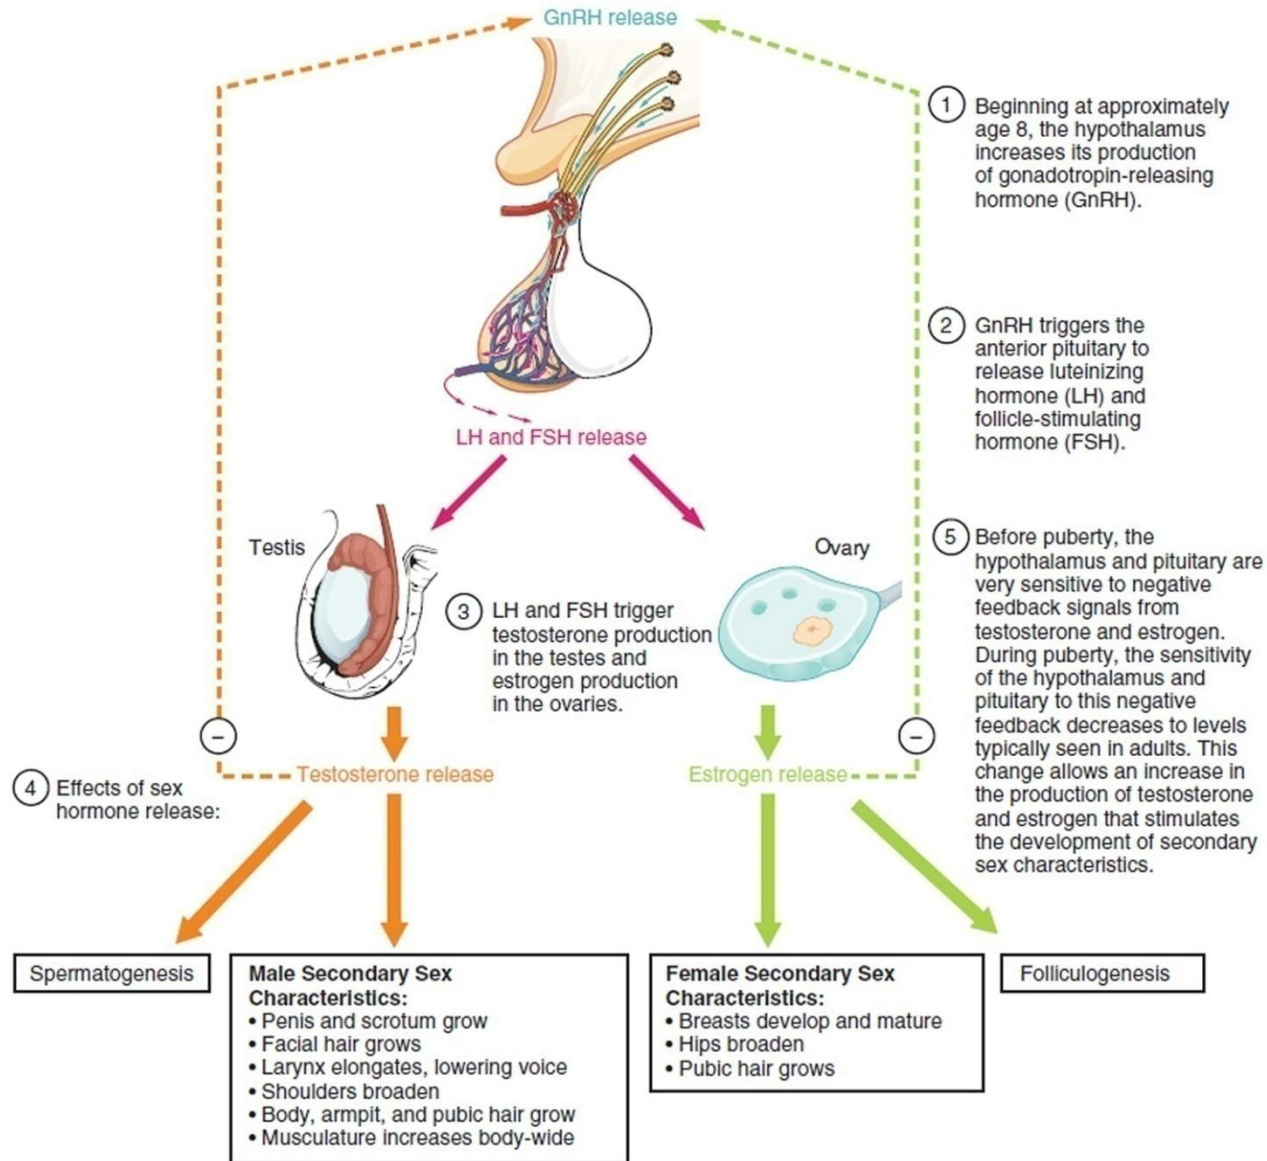 GnRH release
1
Beginning at approximately
age 8, the hypothalamus
increases its production
of gonadotropin-releasing
hormone (GnRH).
2
GnRH triggers the
anterior pituitary to
release luteinizing
hormone (LH) and
follicle-stimulating
hormone (FSH).
LH and FSH release
Testis
Ovary
3
LH and FSH trigger
testosterone production
in the testes and
estrogen production
in the ovaries.
5
Before puberty, the
hypothalamus and pituitary are
very sensitive to negative
feedback signals from
testosterone and estrogen.
During puberty, the sensitivity
of the hypothalamus and
pituitary to this negative
feedback decreases to levels
typically seen in adults. This
change allows an increase in
the production of testosterone
and estrogen that stimulates
the development of secondary
sex characteristics.
−
−
Testosterone release
Estrogen release
4
Effects of sex
hormone release:
Spermatogenesis
Male Secondary Sex
Characteristics:
• Penis and scrotum grow
• Facial hair grows
• Larynx elongates, lowering voice
• Shoulders broaden
• Body, armpit, and pubic hair grow
• Musculature increases body-wide
Female Secondary Sex
Characteristics:
• Breasts develop and mature
• Hips broaden
• Pubic hair grows
Folliculogenesis